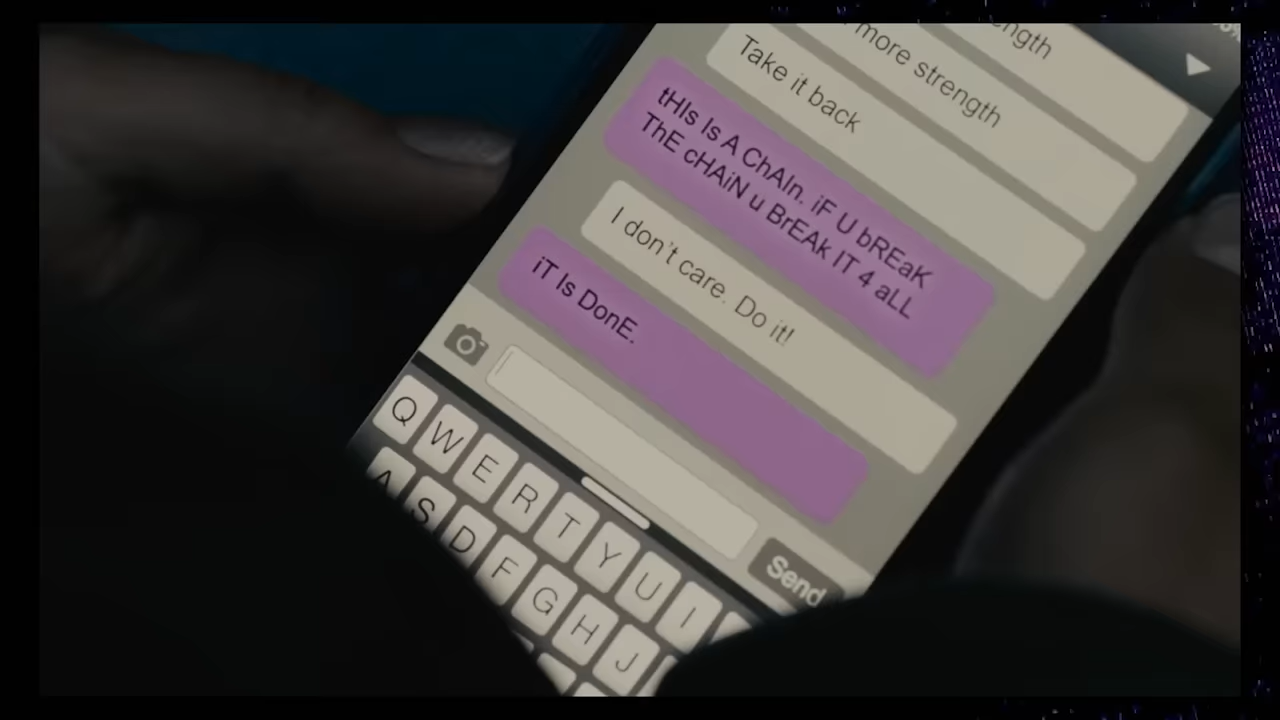 ength
more strength
Take it back
tHIs Is A ChAIn. iF U bREaK
ThE cHAiN u BrEAk IT 4 aLL
I don't care. Do it!
iT Is DonE.
Send
Q W E R T Y U I
A S D F G H J